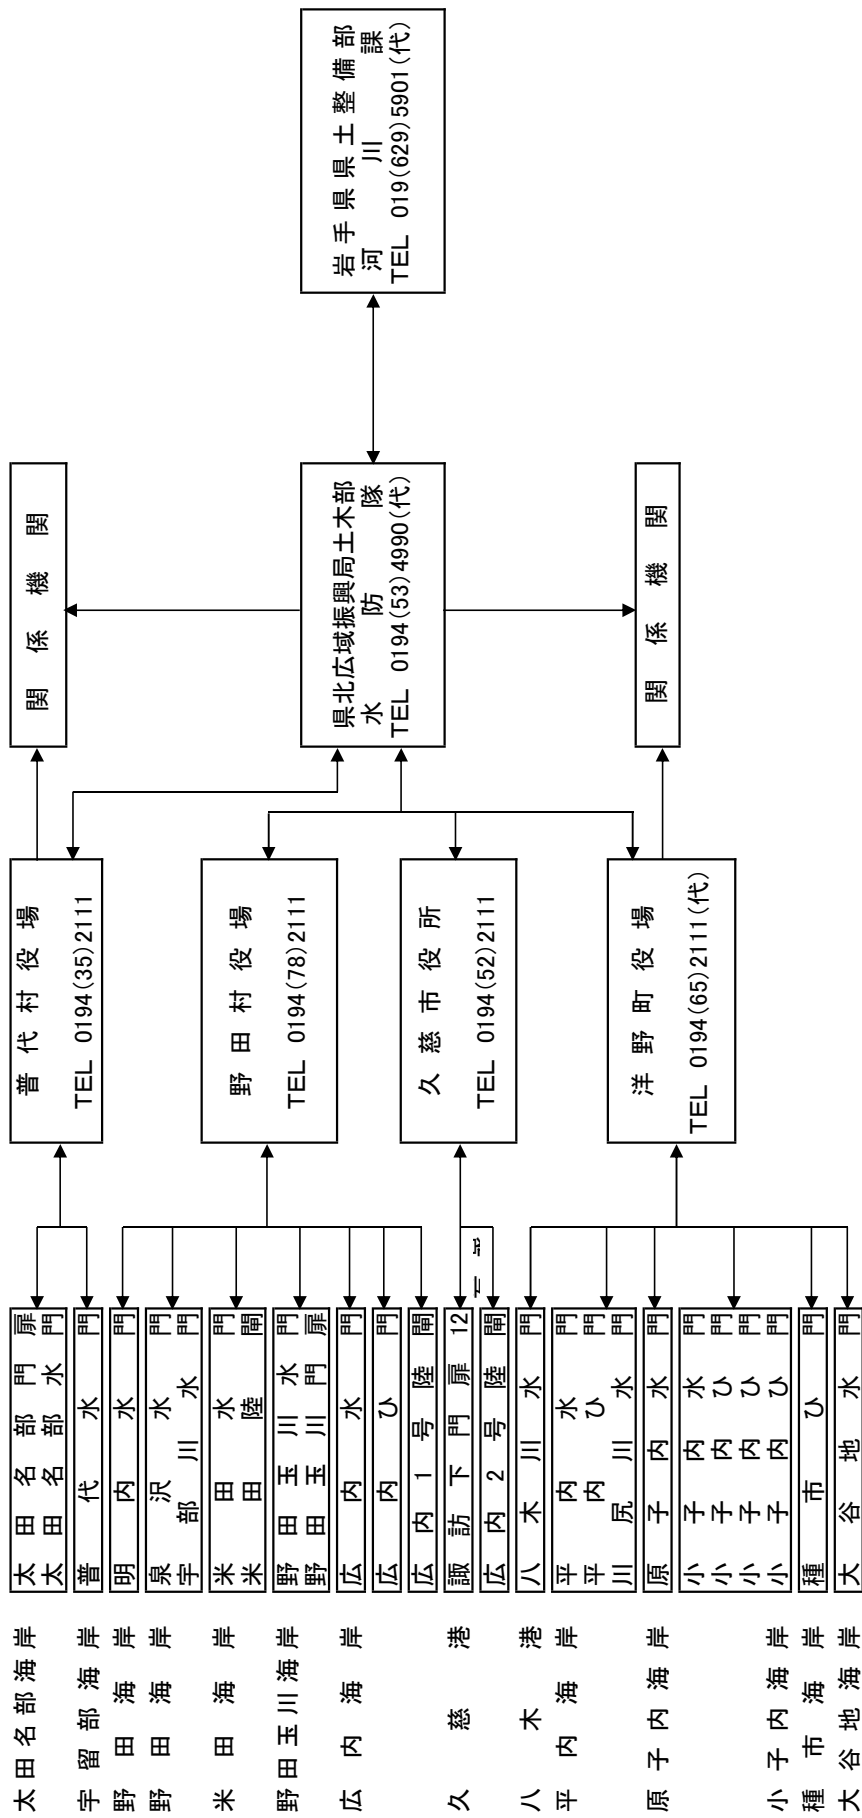 太田名部海岸
宇留部海岸
野田海岸
野田海岸
米田海岸
野田玉川海岸
広内海岸
久慈港
八木港
平内海岸
原子内海岸
小子内海岸
種市海岸
大谷地海岸
太田名部門扉
太田名部水門
普代水門
明内水門
泉沢水門
宇部川水門
米田水門
米田陸閘
野田玉川水門
野田玉川門扉
広内水門
広内ひ門
広内1号陸閘
諏訪下門扉12
広内2号陸閘
八木川水門
平内水門
平内ひ門
川尻川水門
原子内水門
小子内水門
小子内ひ門
小子内ひ門
小子内ひ門
種市ひ門
大谷地水門
普代村役場
TEL 0194(35)2111
野田村役場
TEL 0194(78)2111
久慈市役所
TEL 0194(52)2111
洋野町役場
TEL 0194(65)2111(代)
関係機関
県北広域振興局土木部
水防隊
TEL 0194(53)4990(代)
関係機関
岩手県県土整備部
河川課
TEL 019(629)5901(代)